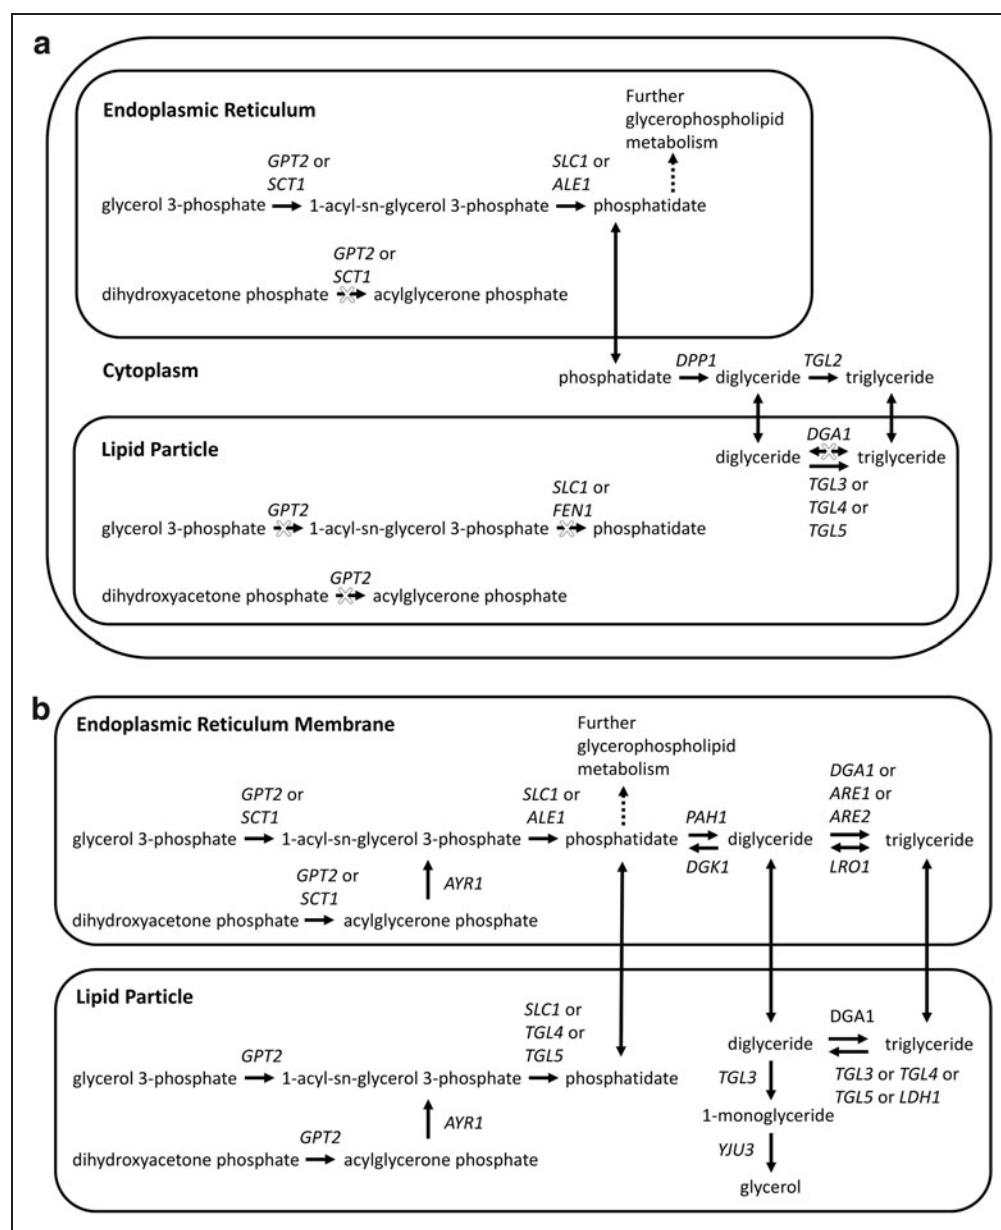 a
Endoplasmic Reticulum
Further
glycerophospholipid
metabolism
GPT2 or
SCT1
SLC1 or
ALE1
glycerol 3-phosphate
1-acyl-sn-glycerol 3-phosphate
phosphatidate
GPT2 or
SCT1
dihydroxyacetone phosphate
acylglycerone phosphate
Cytoplasm
phosphatidate
DPP1
diglyceride
TGL2
triglyceride
Lipid Particle
diglyceride
DGA1
triglyceride
TGL3 or
TGL4 or
TGL5
glycerol 3-phosphate
GPT2
1-acyl-sn-glycerol 3-phosphate
SLC1 or
FEN1
phosphatidate
dihydroxyacetone phosphate
GPT2
acylglycerone phosphate
b
Endoplasmic Reticulum Membrane
Further
glycerophospholipid
metabolism
GPT2 or
SCT1
SLC1 or
ALE1
DGA1 or
ARE1 or
ARE2
glycerol 3-phosphate
1-acyl-sn-glycerol 3-phosphate
phosphatidate
PAH1
DGK1
diglyceride
LRO1
triglyceride
GPT2 or
SCT1
AYR1
dihydroxyacetone phosphate
acylglycerone phosphate
Lipid Particle
SLC1 or
TGL4 or
TGL5
glycerol 3-phosphate
GPT2
1-acyl-sn-glycerol 3-phosphate
phosphatidate
AYR1
dihydroxyacetone phosphate
GPT2
acylglycerone phosphate
diglyceride
DGA1
triglyceride
TGL3 or TGL4 or
TGL5 or LDH1
TGL3
1-monoglyceride
YJU3
glycerol